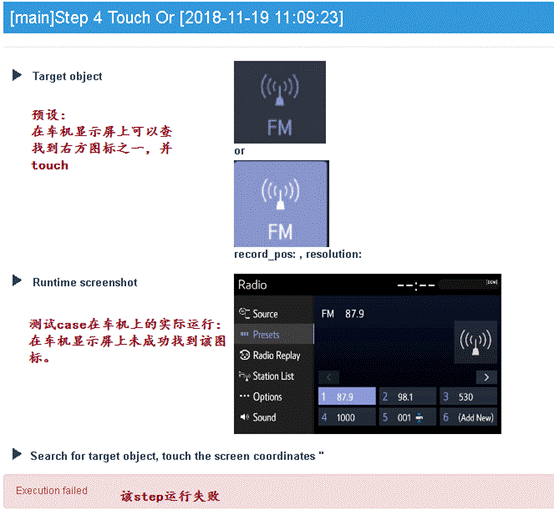 [main]Step 4 Touch Or [2018-11-19 11:09:23]
Target object
预设：
在车机显示屏上可以查
找到右方图标之一，并
touch
FM
or
FM
record_pos: , resolution:
Runtime screenshot
测试case在车机上的实际运行：
在车机显示屏上未成功找到该图
标。
Radio
--:--
Source
Presets
Radio Replay
Station List
Options
Sound
FM 87.9
1 87.9
2 98.1
3 530
4 1000
5 001
6 (Add New)
Search for target object, touch the screen coordinates "
Execution failed
该step运行失败